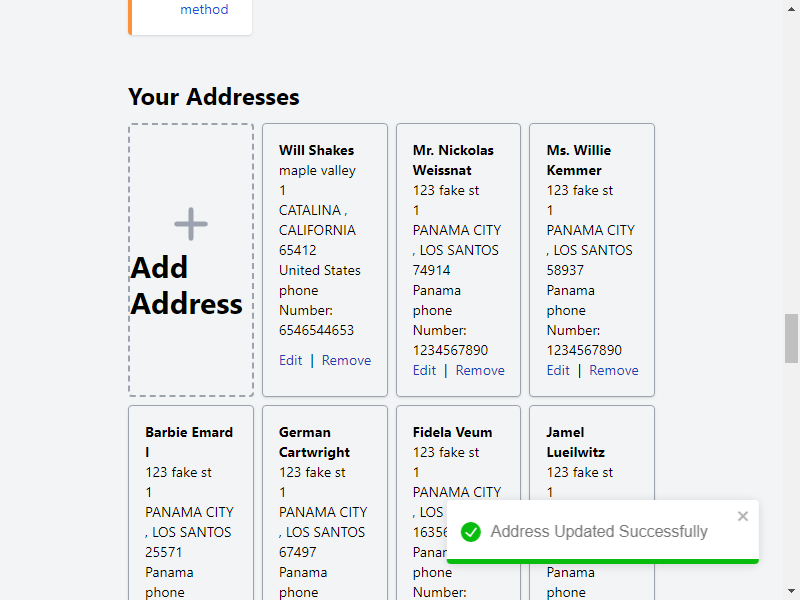 method
Your Addresses
Add
Address
Will Shakes
maple valley
1
CATALINA ,
CALIFORNIA
65412
United States
phone
Number:
6546544653
Edit | Remove
Mr. Nickolas
Weissnat
123 fake st
1
PANAMA CITY
, LOS SANTOS
74914
Panama
phone
Number:
1234567890
Edit | Remove
Ms. Willie
Kemmer
123 fake st
1
PANAMA CITY
, LOS SANTOS
58937
Panama
phone
Number:
1234567890
Edit | Remove
Barbie Emard
I
123 fake st
1
PANAMA CITY
, LOS SANTOS
25571
Panama
phone
German
Cartwright
123 fake st
1
PANAMA CITY
, LOS SANTOS
67497
Panama
phone
Fidela Veum
123 fake st
1
PANAMA CITY
, LOS
1635
phone
Number:
Jamel
Lueilwitz
123 fake st
1
Panama
phone
Address Updated Successfully